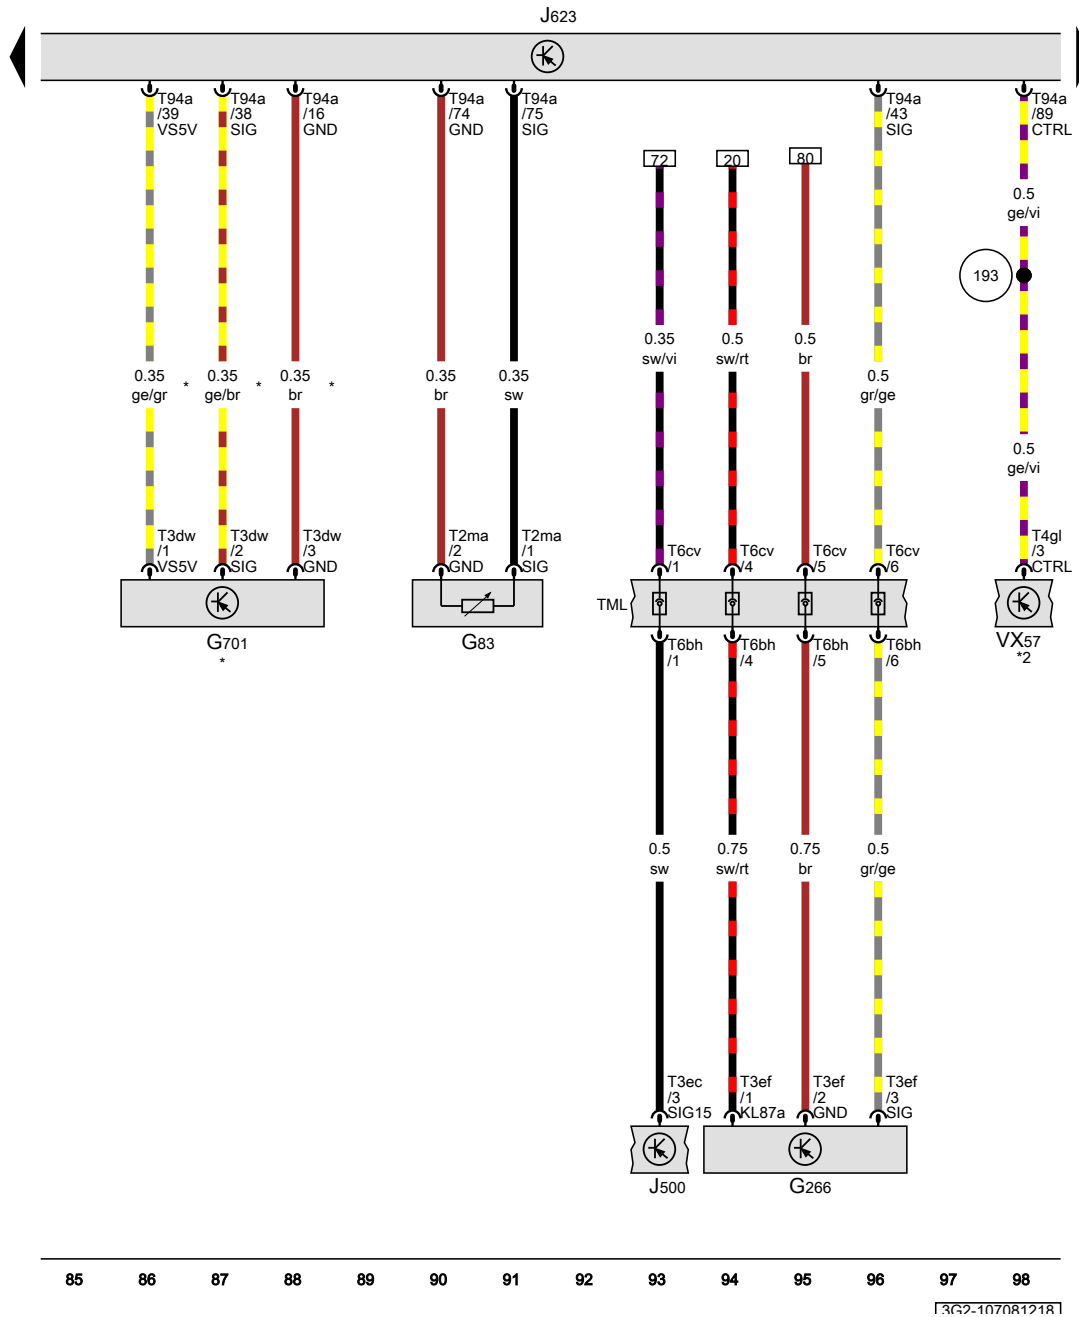 J623
T94a
/39
VS5V
T94a
/38
SIG
T94a
/16
GND
T94a
/74
GND
T94a
/75
SIG
T94a
/43
SIG
T94a
/89
CTRL
72
20
80
0.5
ge/vi
193
0.35
ge/gr
*
0.35
ge/br
*
0.35
br
*
0.35
br
0.35
sw
0.35
sw/vi
0.5
sw/rt
0.5
br
0.5
gr/ge
0.5
ge/vi
T3dw
/1
VS5V
T3dw
/2
SIG
T3dw
/3
GND
T2ma
/2
GND
T2ma
/1
SIG
T6cv
/1
T6cv
/4
T6cv
/5
T6cv
/6
T4gl
/3
CTRL
TML
G701
*
G83
T6bh
/1
T6bh
/4
T6bh
/5
T6bh
/6
VX57
*2
0.5
sw
0.75
sw/rt
0.75
br
0.5
gr/ge
T3ec
/3
SIG15
T3ef
/1
KL87a
T3ef
/2
GND
T3ef
/3
SIG
J500
G266
85 86 87 88 89 90 91 92 93 94 95 96 97 98
3G2-107081218